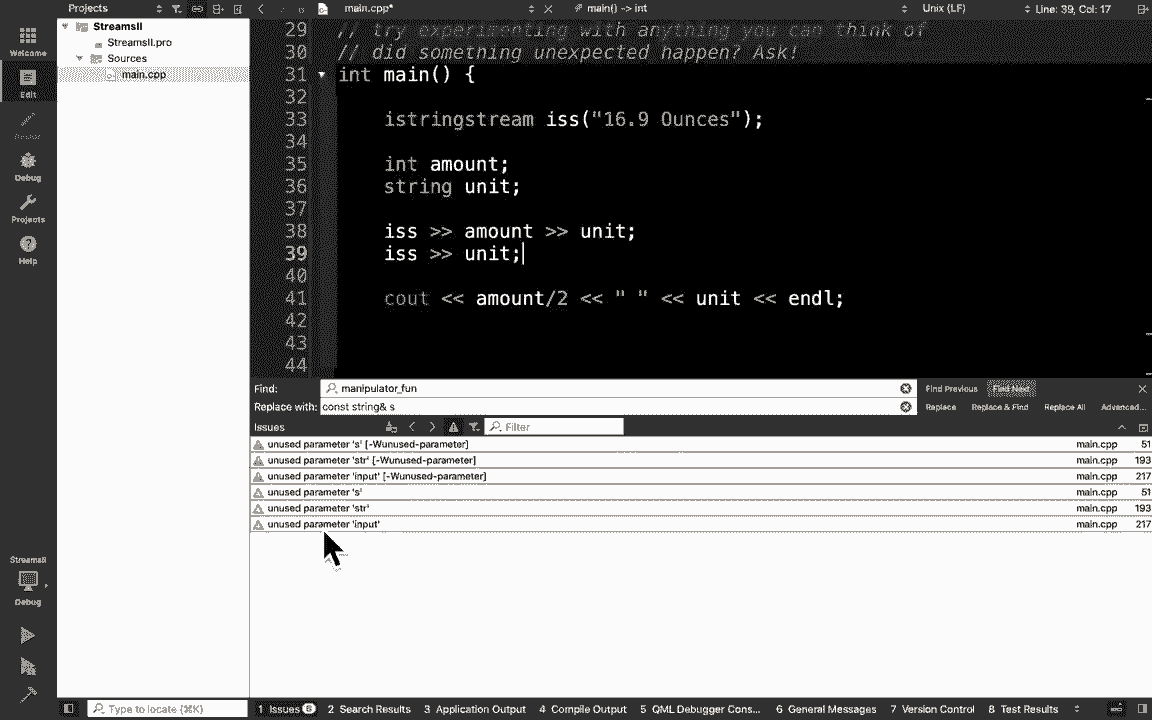 Projects
main.cpp*
main() -> int
Unix (LF)
Line: 39, Col: 17
StreamsII
StreamsII.pro
Sources
main.cpp
Welcome
Edit
Debug
Projects
Help
StreamsII
Debug
29 // try experimenting with anything you can think of
30 // did something unexpected happen? Ask!
31 int main() {
32
33 istringstream iss("16.9 Ounces");
34
35 int amount;
36 string unit;
37
38 iss >> amount >> unit;
39 iss >> unit;
40
41 cout << amount/2 << " " << unit << endl;
42
43
44
Find: manipulator_fun Find Previous Find Next
Replace with: const string& s Replace Replace & Find Replace All Advanced...
Issues Filter
unused parameter 's' [-Wunused-parameter] main.cpp 51
unused parameter 'str' [-Wunused-parameter] main.cpp 193
unused parameter 'input' [-Wunused-parameter] main.cpp 217
unused parameter 's' main.cpp 51
unused parameter 'str' main.cpp 193
unused parameter 'input' main.cpp 217
Type to locate (⌘K) 1 Issues 6 2 Search Results 3 Application Output 4 Compile Output 5 QML Debugger Cons... 6 General Messages 7 Version Control 8 Test Results